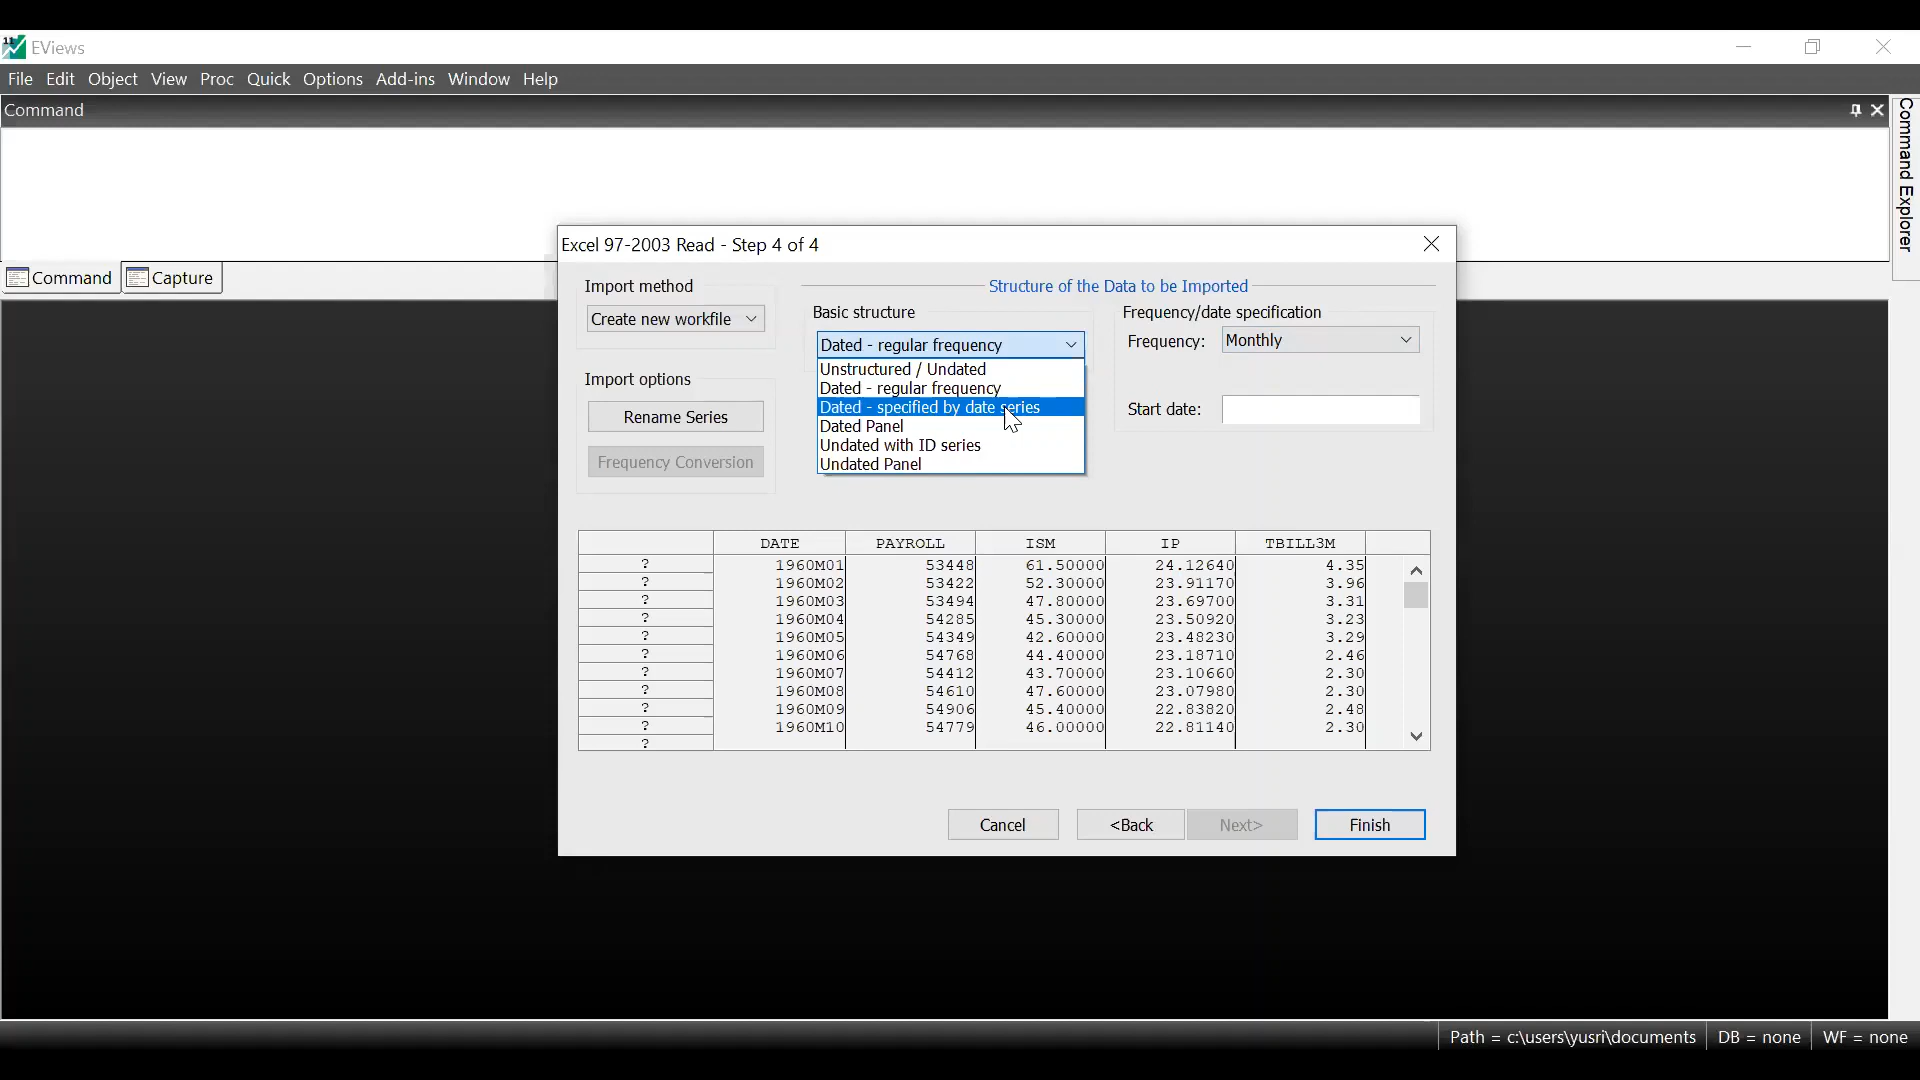 EViews
File Edit Object View Proc Quick Options Add-ins Window Help
Command
Command Explorer
Command Capture
Excel 97-2003 Read - Step 4 of 4
Import method
Create new workfile
Import options
Rename Series
Frequency Conversion
Structure of the Data to be Imported
Basic structure
Dated - regular frequency
Unstructured / Undated
Dated - regular frequency
Dated - specified by date series
Dated Panel
Undated with ID series
Undated Panel
Frequency/date specification
Frequency: Monthly
Start date:
DATE PAYROLL ISM IP TBILL3M
? 1960M01 53448 61.50000 24.12640 4.35
? 1960M02 53422 52.30000 23.91170 3.96
? 1960M03 53494 47.80000 23.69700 3.31
? 1960M04 54285 45.30000 23.50920 3.23
? 1960M05 54349 42.60000 23.48230 3.29
? 1960M06 54768 44.40000 23.18710 2.46
? 1960M07 54412 43.70000 23.10660 2.30
? 1960M08 54610 47.60000 23.07980 2.30
? 1960M09 54906 45.40000 22.83820 2.48
? 1960M10 54779 46.00000 22.81140 2.30
?
Cancel <Back Next> Finish
Path = c:\users\yusri\documents DB = none WF = none